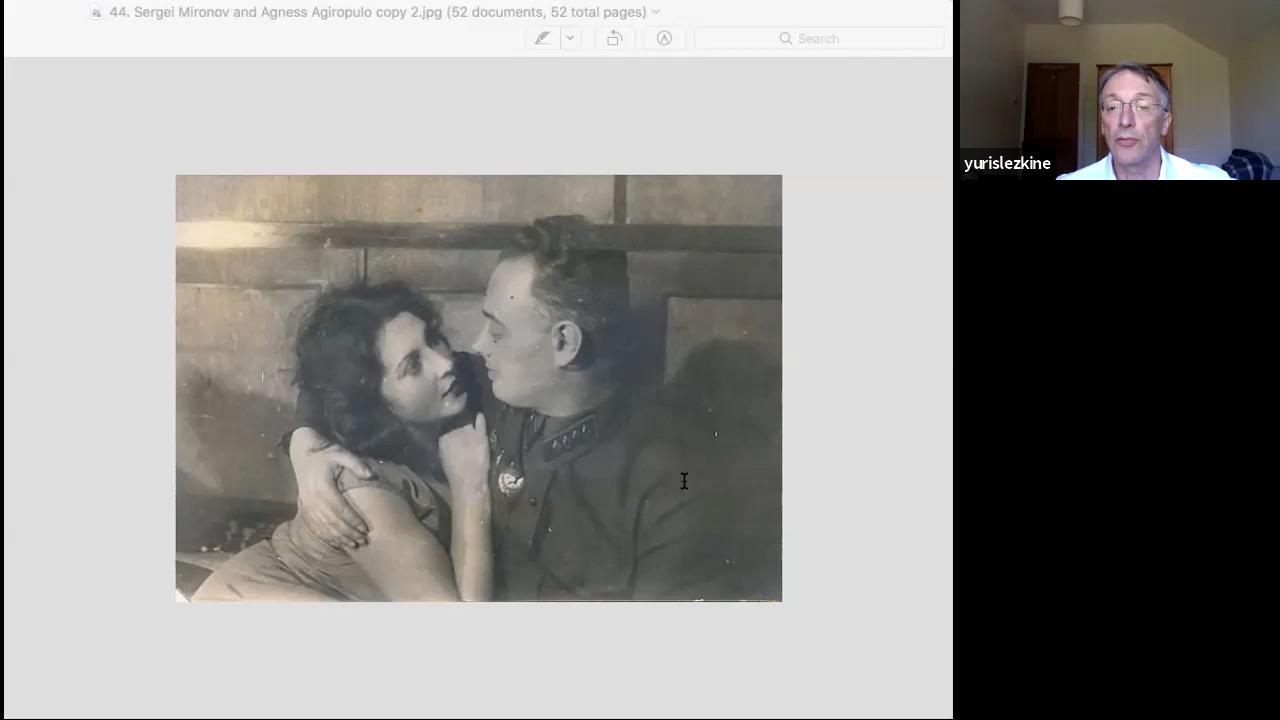 44. Sergei Mironov and Agness Agiropulo copy 2.jpg (52 documents, 52 total pages)
Search
yurislezkine